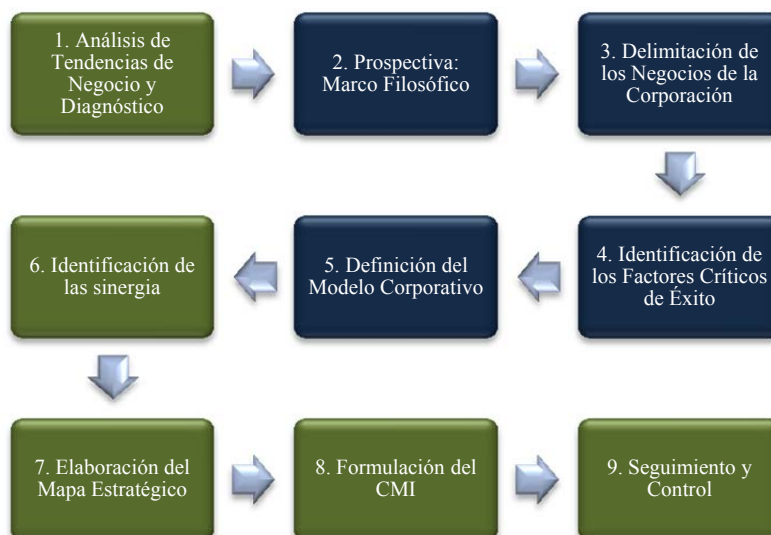 1. Análisis de
Tendencias de
Negocio y
Diagnóstico
2. Prospectiva:
Marco Filosófico
3. Delimitación de
los Negocios de la
Corporación
4. Identificación de
los Factores Críticos
de Éxito
5. Definición del
Modelo Corporativo
6. Identificación de
las sinergia
7. Elaboración del
Mapa Estratégico
8. Formulación del
CMI
9. Seguimiento y
Control